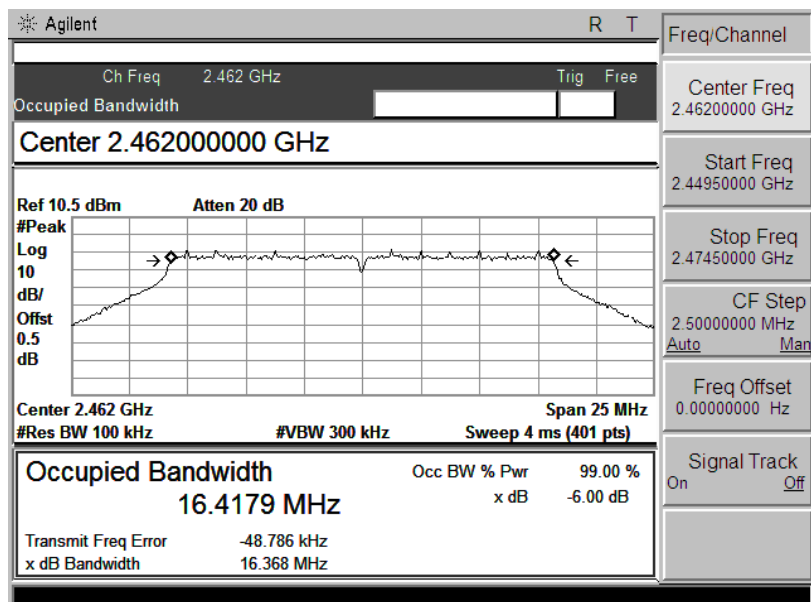 Agilent R T
Freq/Channel
Ch Freq 2.462 GHz Trig Free
Occupied Bandwidth
Center 2.462000000 GHz
Ref 10.5 dBm Atten 20 dB
#Peak
Log
10
dB/
Offst
0.5
dB
Center 2.462 GHz Span 25 MHz
#Res BW 100 kHz #VBW 300 kHz Sweep 4 ms (401 pts)
Occupied Bandwidth
16.4179 MHz
Occ BW % Pwr 99.00 %
x dB -6.00 dB
Transmit Freq Error -48.786 kHz
x dB Bandwidth 16.368 MHz
Center Freq
2.46200000 GHz
Start Freq
2.44950000 GHz
Stop Freq
2.47450000 GHz
CF Step
2.50000000 MHz
Auto Man
Freq Offset
0.00000000 Hz
Signal Track
On Off